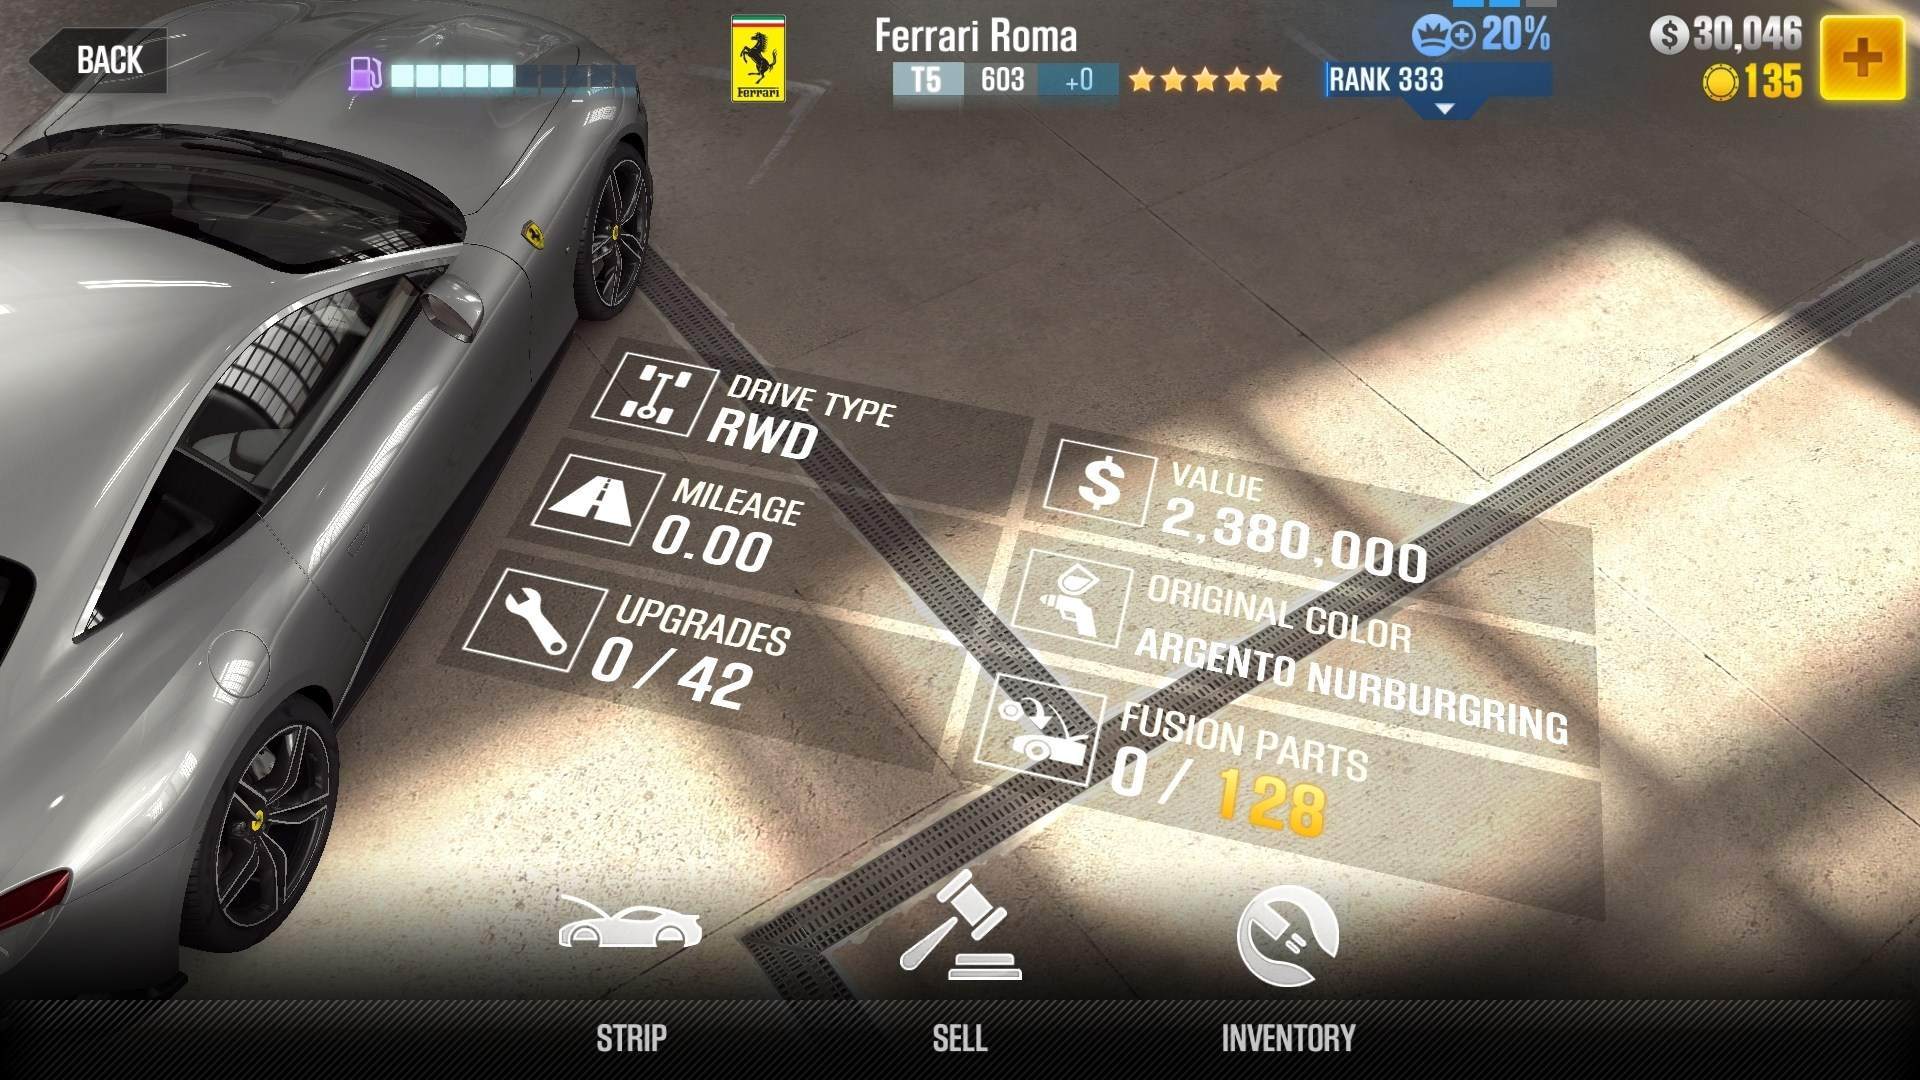 BACK
Ferrari
Ferrari Roma
T5 603 +0
20%
RANK 333
$ 30,046
135
DRIVE TYPE
RWD
MILEAGE
0.00
UPGRADES
0 / 42
$ VALUE
2,380,000
ORIGINAL COLOR
ARGENTO NURBURGRING
FUSION PARTS
0 / 128
STRIP
SELL
INVENTORY